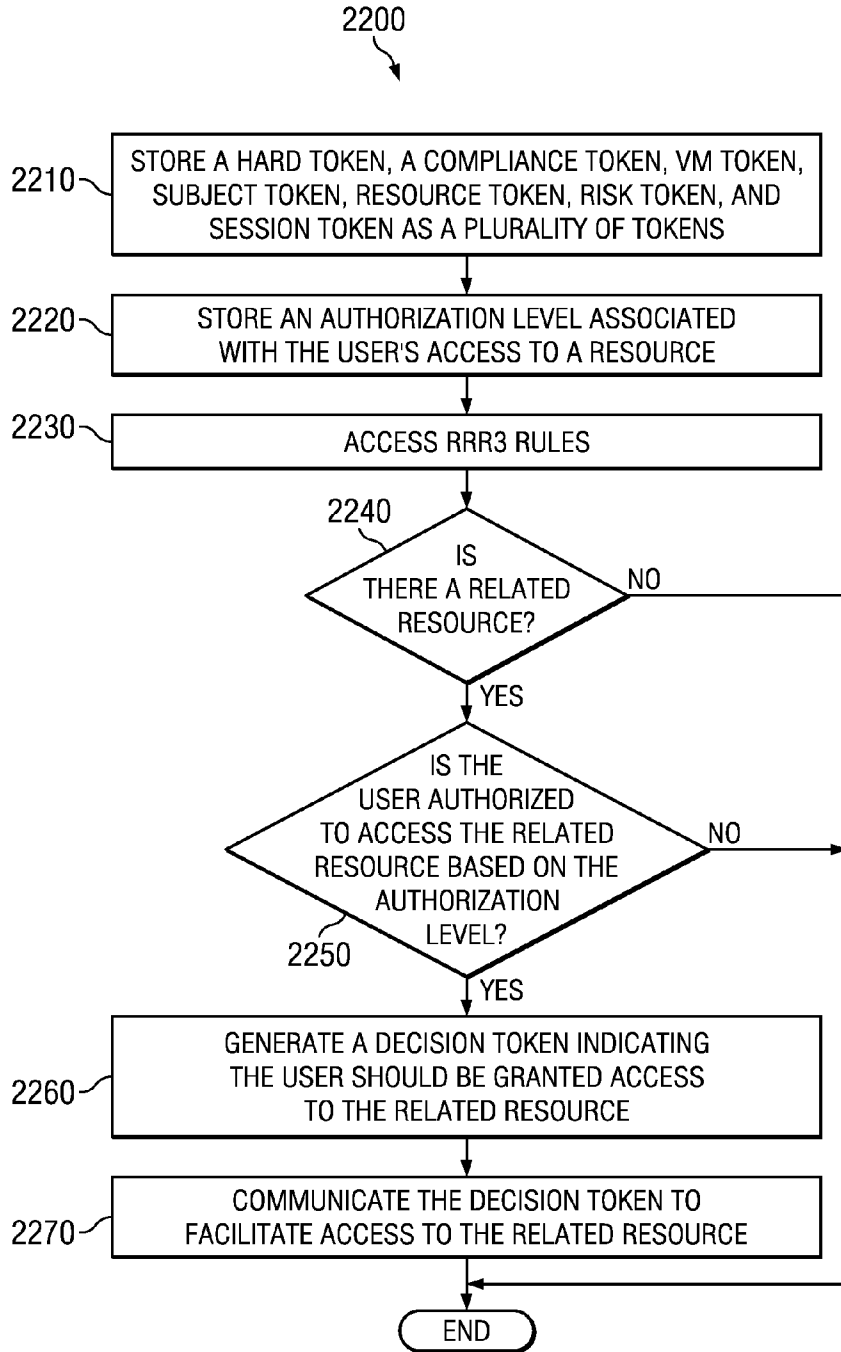 2200
2210
STORE A HARD TOKEN, A COMPLIANCE TOKEN, VM TOKEN,
SUBJECT TOKEN, RESOURCE TOKEN, RISK TOKEN, AND
SESSION TOKEN AS A PLURALITY OF TOKENS
2220
STORE AN AUTHORIZATION LEVEL ASSOCIATED
WITH THE USER'S ACCESS TO A RESOURCE
2230
ACCESS RRR3 RULES
2240
IS
THERE A RELATED
RESOURCE?
NO
YES
IS THE
USER AUTHORIZED
TO ACCESS THE RELATED
RESOURCE BASED ON THE
AUTHORIZATION
LEVEL?
NO
2250
YES
2260
GENERATE A DECISION TOKEN INDICATING
THE USER SHOULD BE GRANTED ACCESS
TO THE RELATED RESOURCE
2270
COMMUNICATE THE DECISION TOKEN TO
FACILITATE ACCESS TO THE RELATED RESOURCE
END